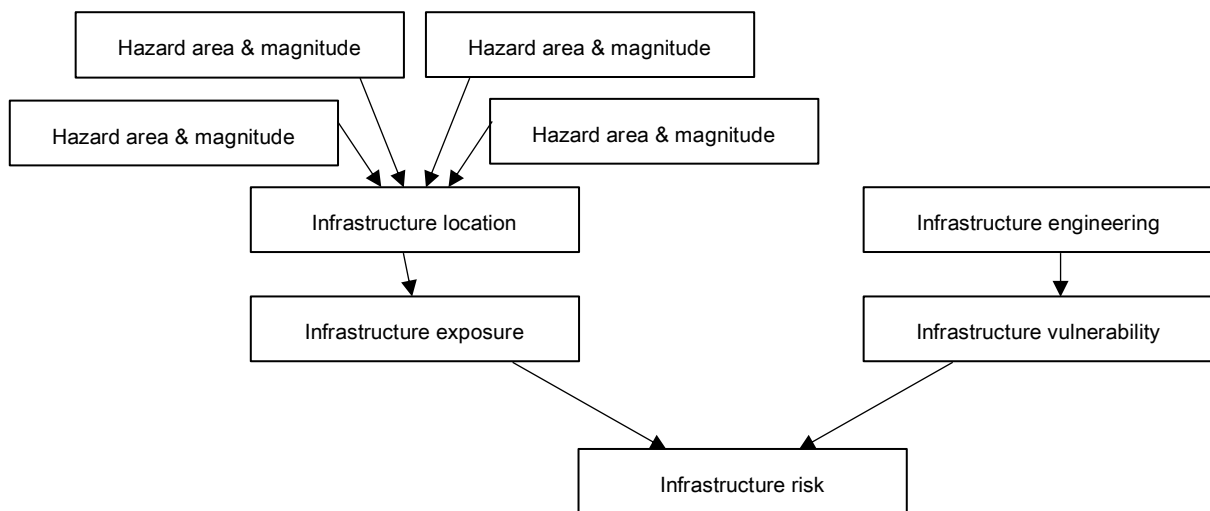 Hazard area & magnitude
Hazard area & magnitude
Hazard area & magnitude
Hazard area & magnitude
Infrastructure location
Infrastructure engineering
Infrastructure exposure
Infrastructure vulnerability
Infrastructure risk